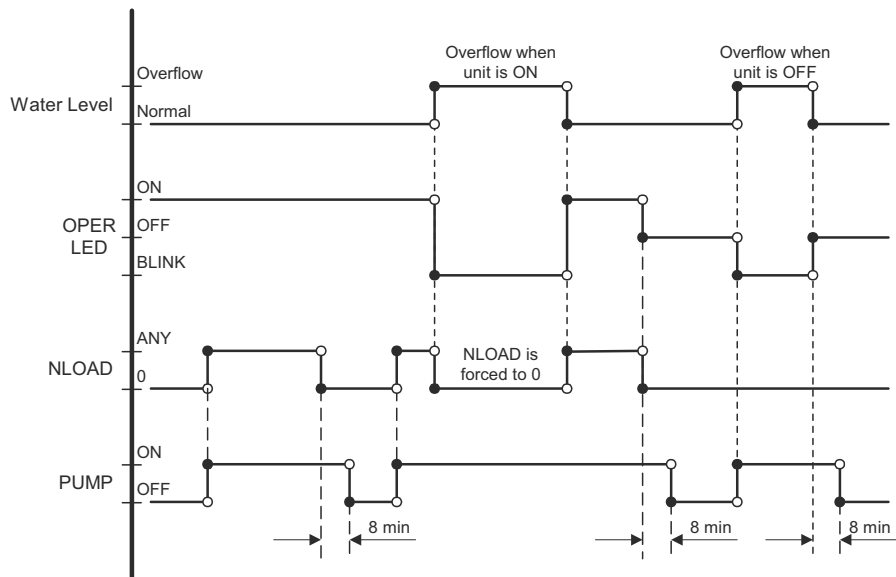 Overflow when
unit is ON
Overflow when
unit is OFF
Overflow
Water Level
Normal
ON
OPER
LED
OFF
BLINK
ANY
NLOAD
0
NLOAD is
forced to 0
ON
PUMP
OFF
8 min
8 min
8 min